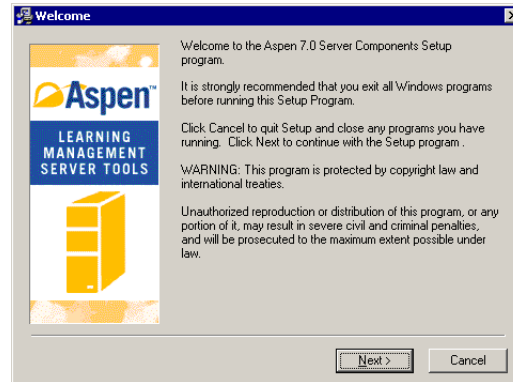 Welcome
Welcome to the Aspen 7.0 Server Components Setup
program.
It is strongly recommended that you exit all Windows programs
before running this Setup Program.
Click Cancel to quit Setup and close any programs you have
running. Click Next to continue with the Setup program .
WARNING: This program is protected by copyright law and
international treaties.
Unauthorized reproduction or distribution of this program, or any
portion of it, may result in severe civil and criminal penalties,
and will be prosecuted to the maximum extent possible under
law.
Aspen™
LEARNING
MANAGEMENT
SERVER TOOLS
Next >
Cancel